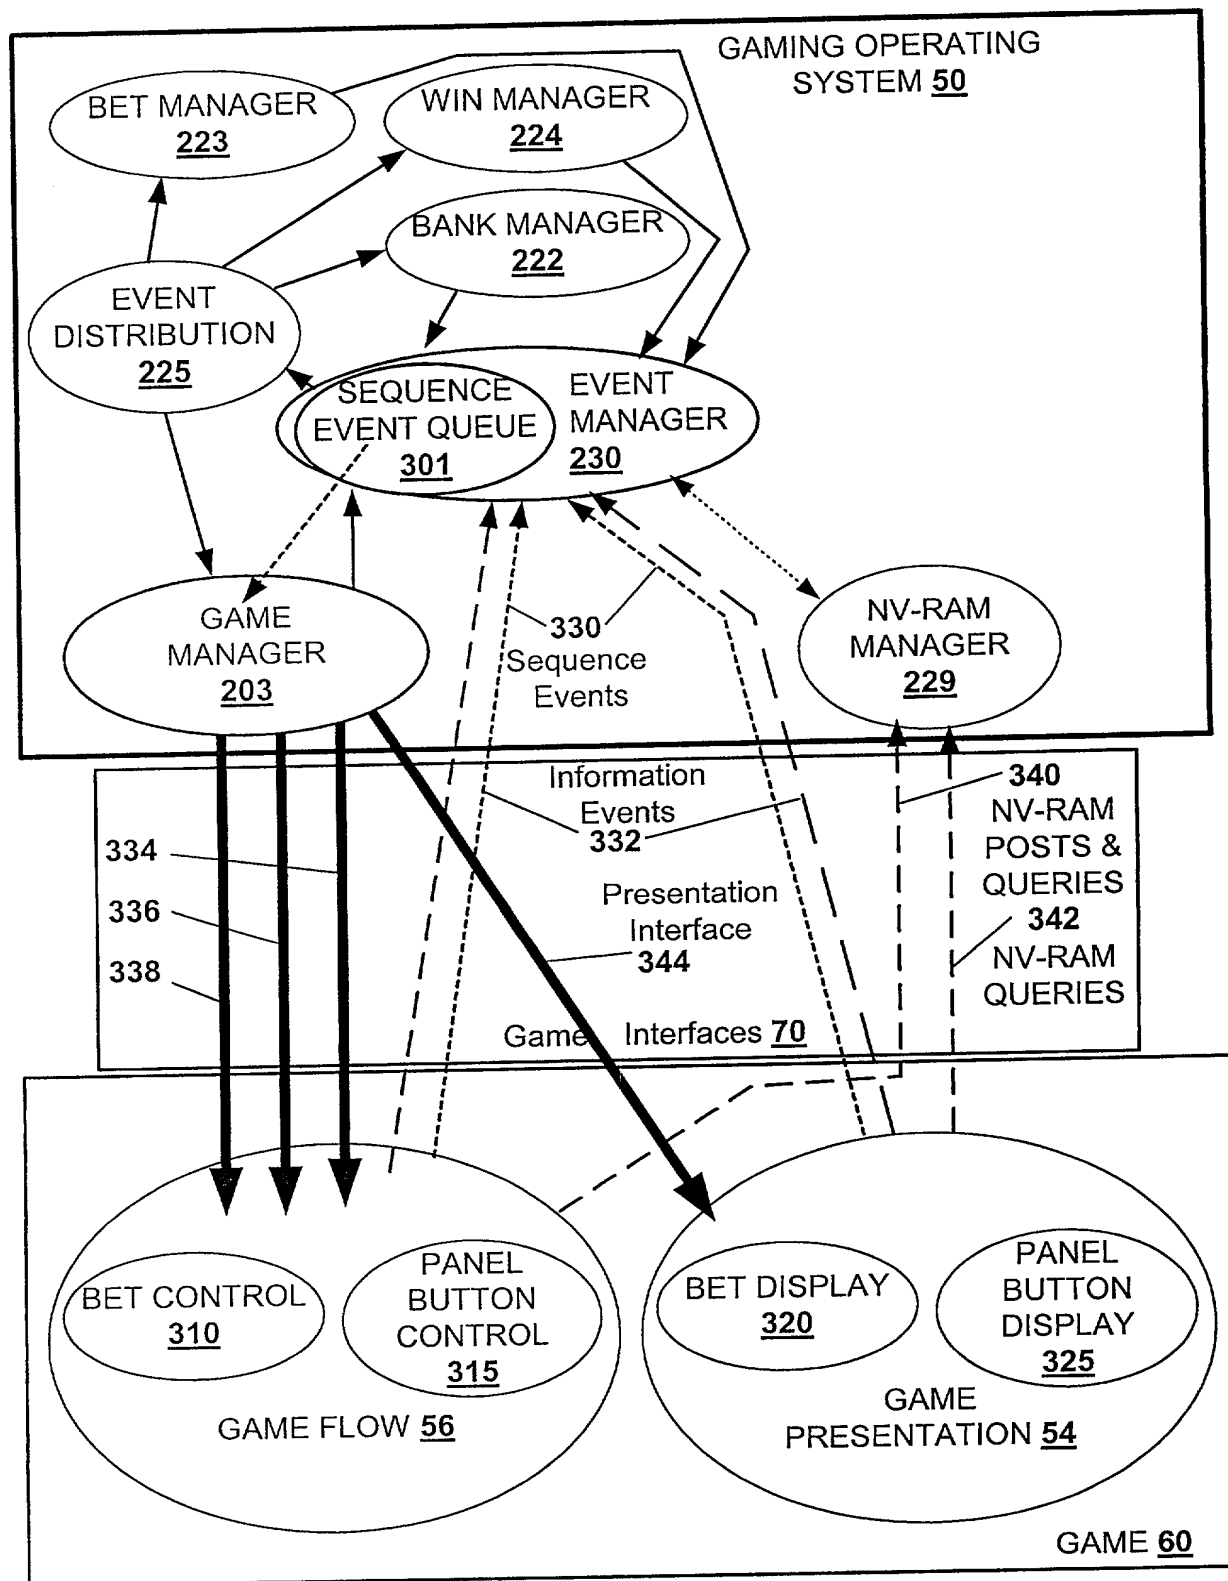 GAMING OPERATING
SYSTEM 50
BET MANAGER
223
WIN MANAGER
224
BANK MANAGER
222
EVENT
DISTRIBUTION
225
SEQUENCE
EVENT QUEUE
301
EVENT
MANAGER
230
GAME
MANAGER
203
330
Sequence
Events
NV-RAM
MANAGER
229
Information
Events
332
334
336
338
Presentation
Interface
344
340
NV-RAM
POSTS &
QUERIES
342
NV-RAM
QUERIES
Game Interfaces 70
BET CONTROL
310
PANEL
BUTTON
CONTROL
315
GAME FLOW 56
BET DISPLAY
320
PANEL
BUTTON
DISPLAY
325
GAME
PRESENTATION 54
GAME 60